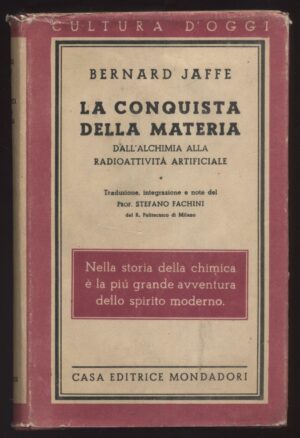 CULTURA D'OGGI
BERNARD JAFFE
LA CONQUISTA
DELLA MATERIA
DALL'ALCHIMIA ALLA
RADIOATTIVITÀ ARTIFICIALE
Traduzione, integrazione e note del
PROF. STEFANO FACHINI
del R. Politecnico di Milano
Nella storia della chimica
è la piú grande avventura
dello spirito moderno.
CASA EDITRICE MONDADORI